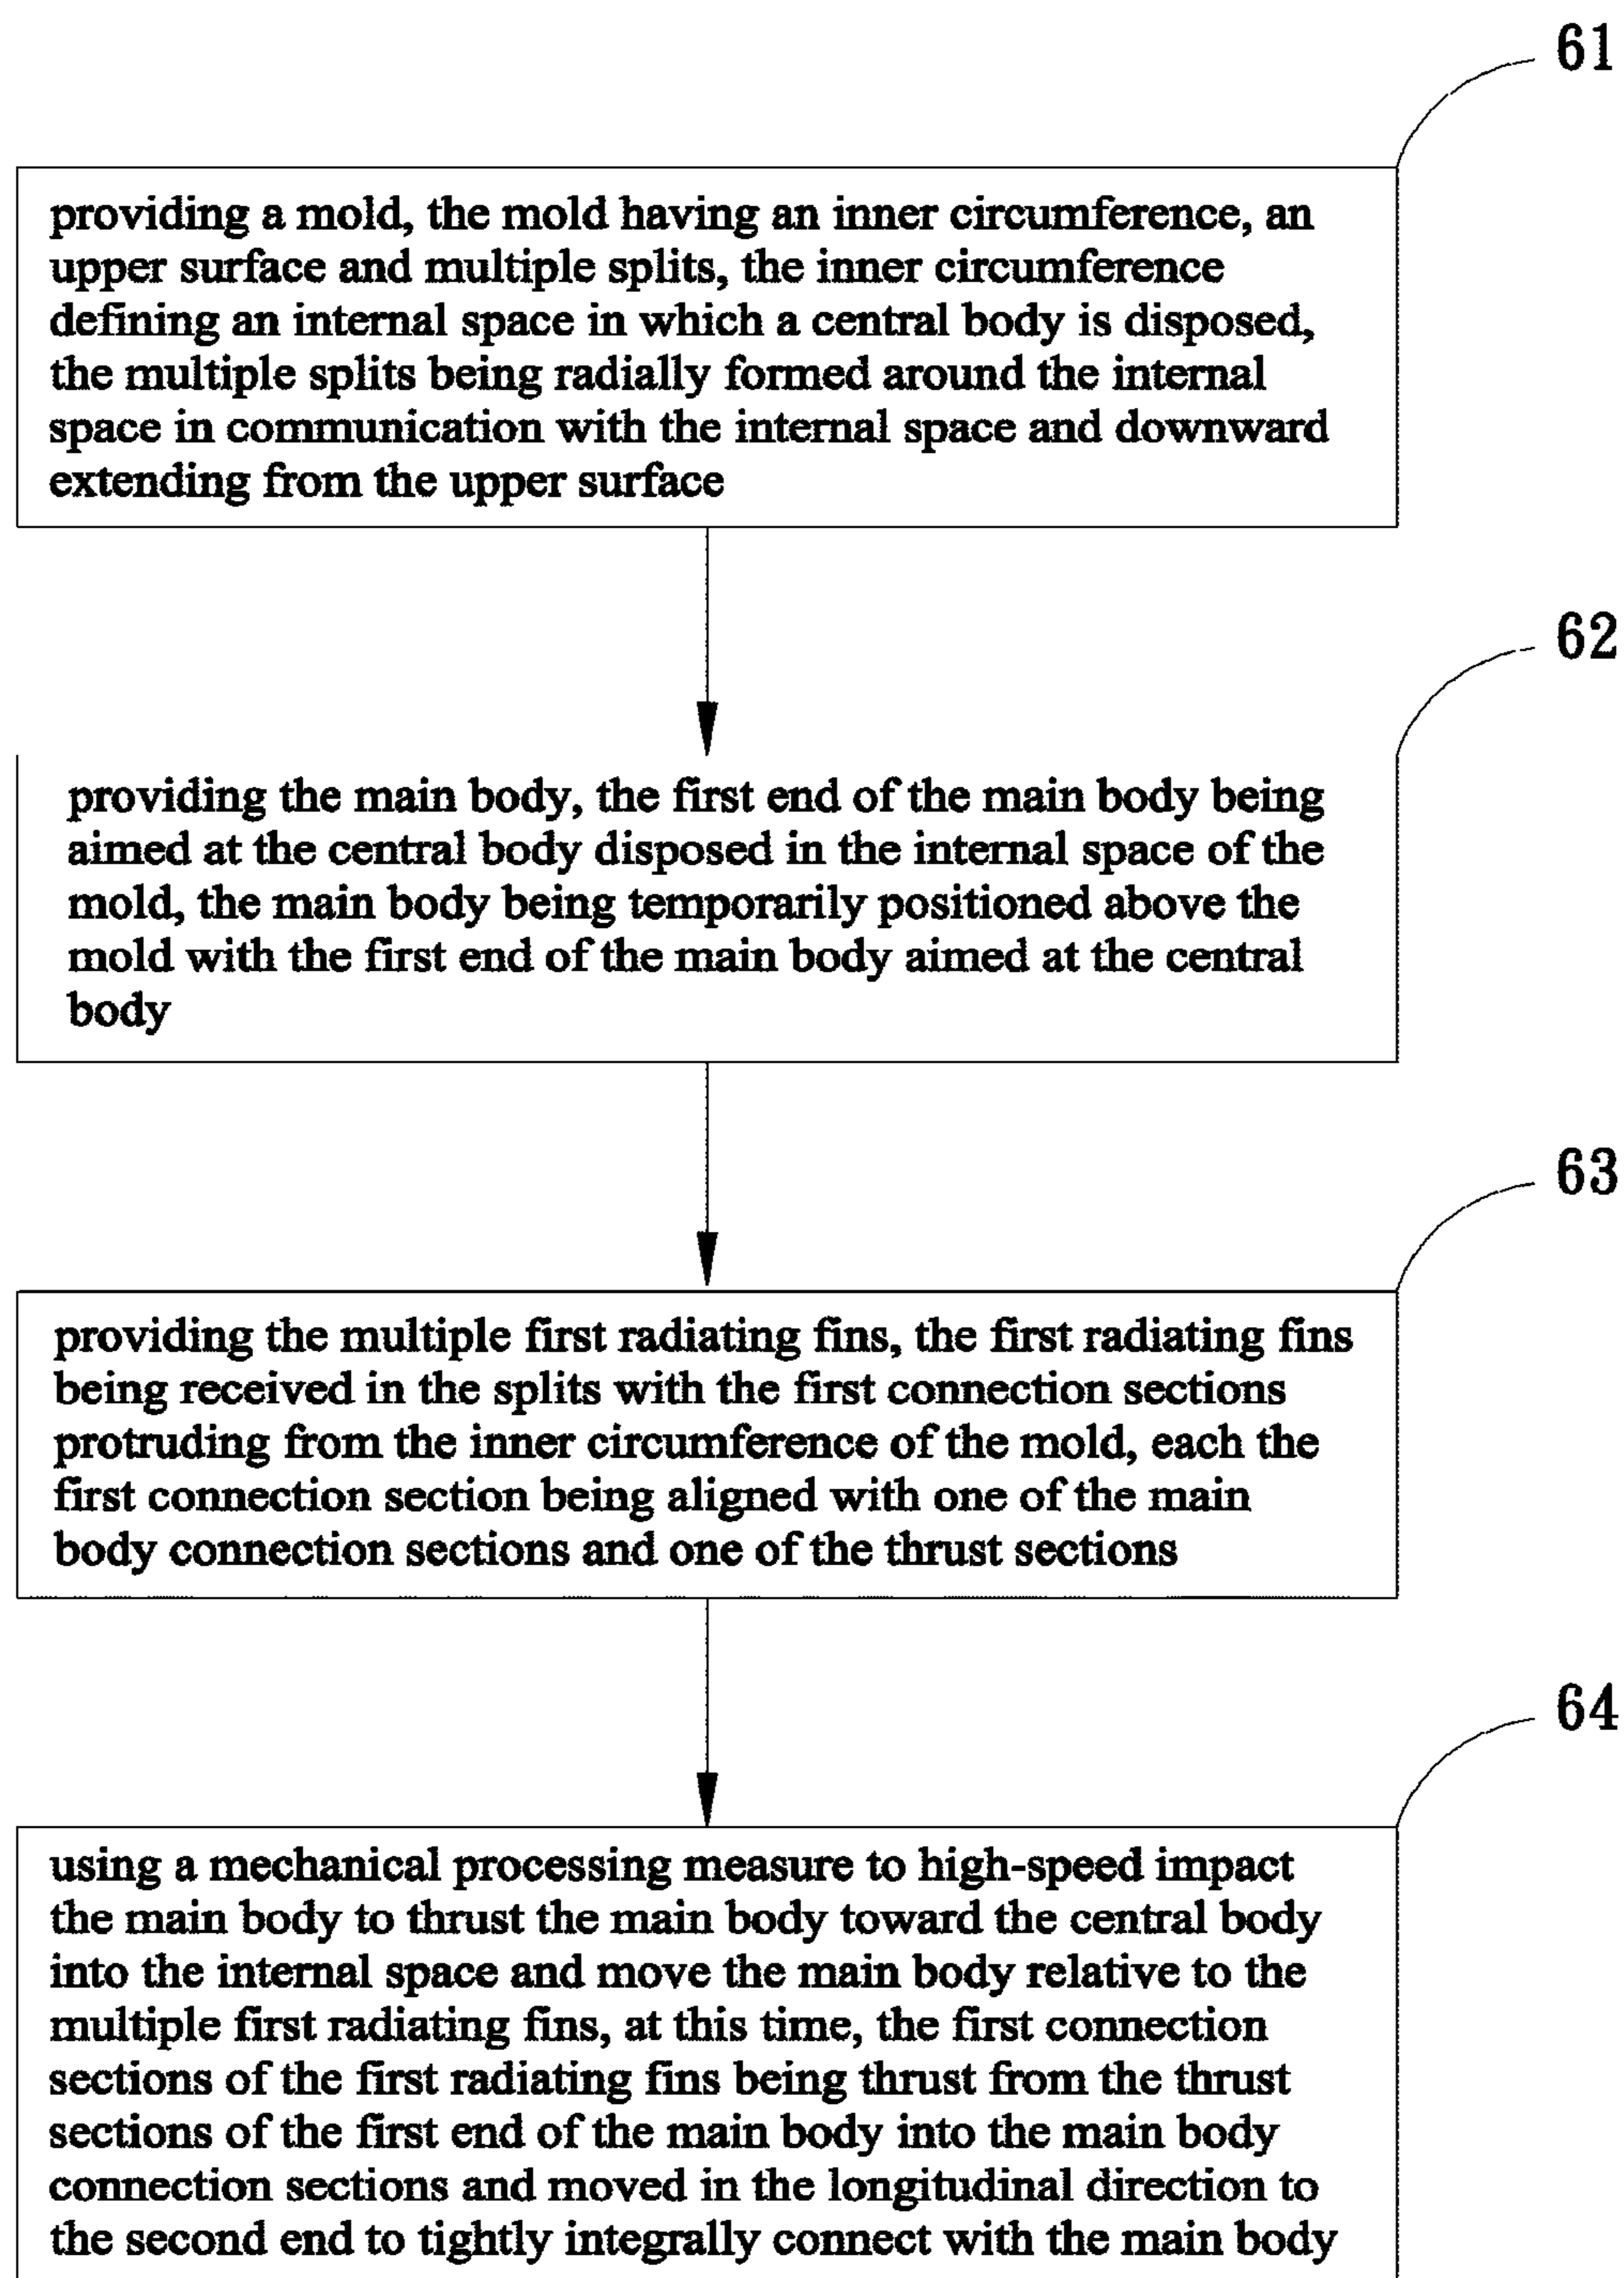 61
providing a mold, the mold having an inner circumference, an
upper surface and multiple splits, the inner circumference
defining an internal space in which a central body is disposed,
the multiple splits being radially formed around the internal
space in communication with the internal space and downward
extending from the upper surface
62
providing the main body, the first end of the main body being
aimed at the central body disposed in the internal space of the
mold, the main body being temporarily positioned above the
mold with the first end of the main body aimed at the central
body
63
providing the multiple first radiating fins, the first radiating fins
being received in the splits with the first connection sections
protruding from the inner circumference of the mold, each the
first connection section being aligned with one of the main
body connection sections and one of the thrust sections
64
using a mechanical processing measure to high-speed impact
the main body to thrust the main body toward the central body
into the internal space and move the main body relative to the
multiple first radiating fins, at this time, the first connection
sections of the first radiating fins being thrust from the thrust
sections of the first end of the main body into the main body
connection sections and moved in the longitudinal direction to
the second end to tightly integrally connect with the main body